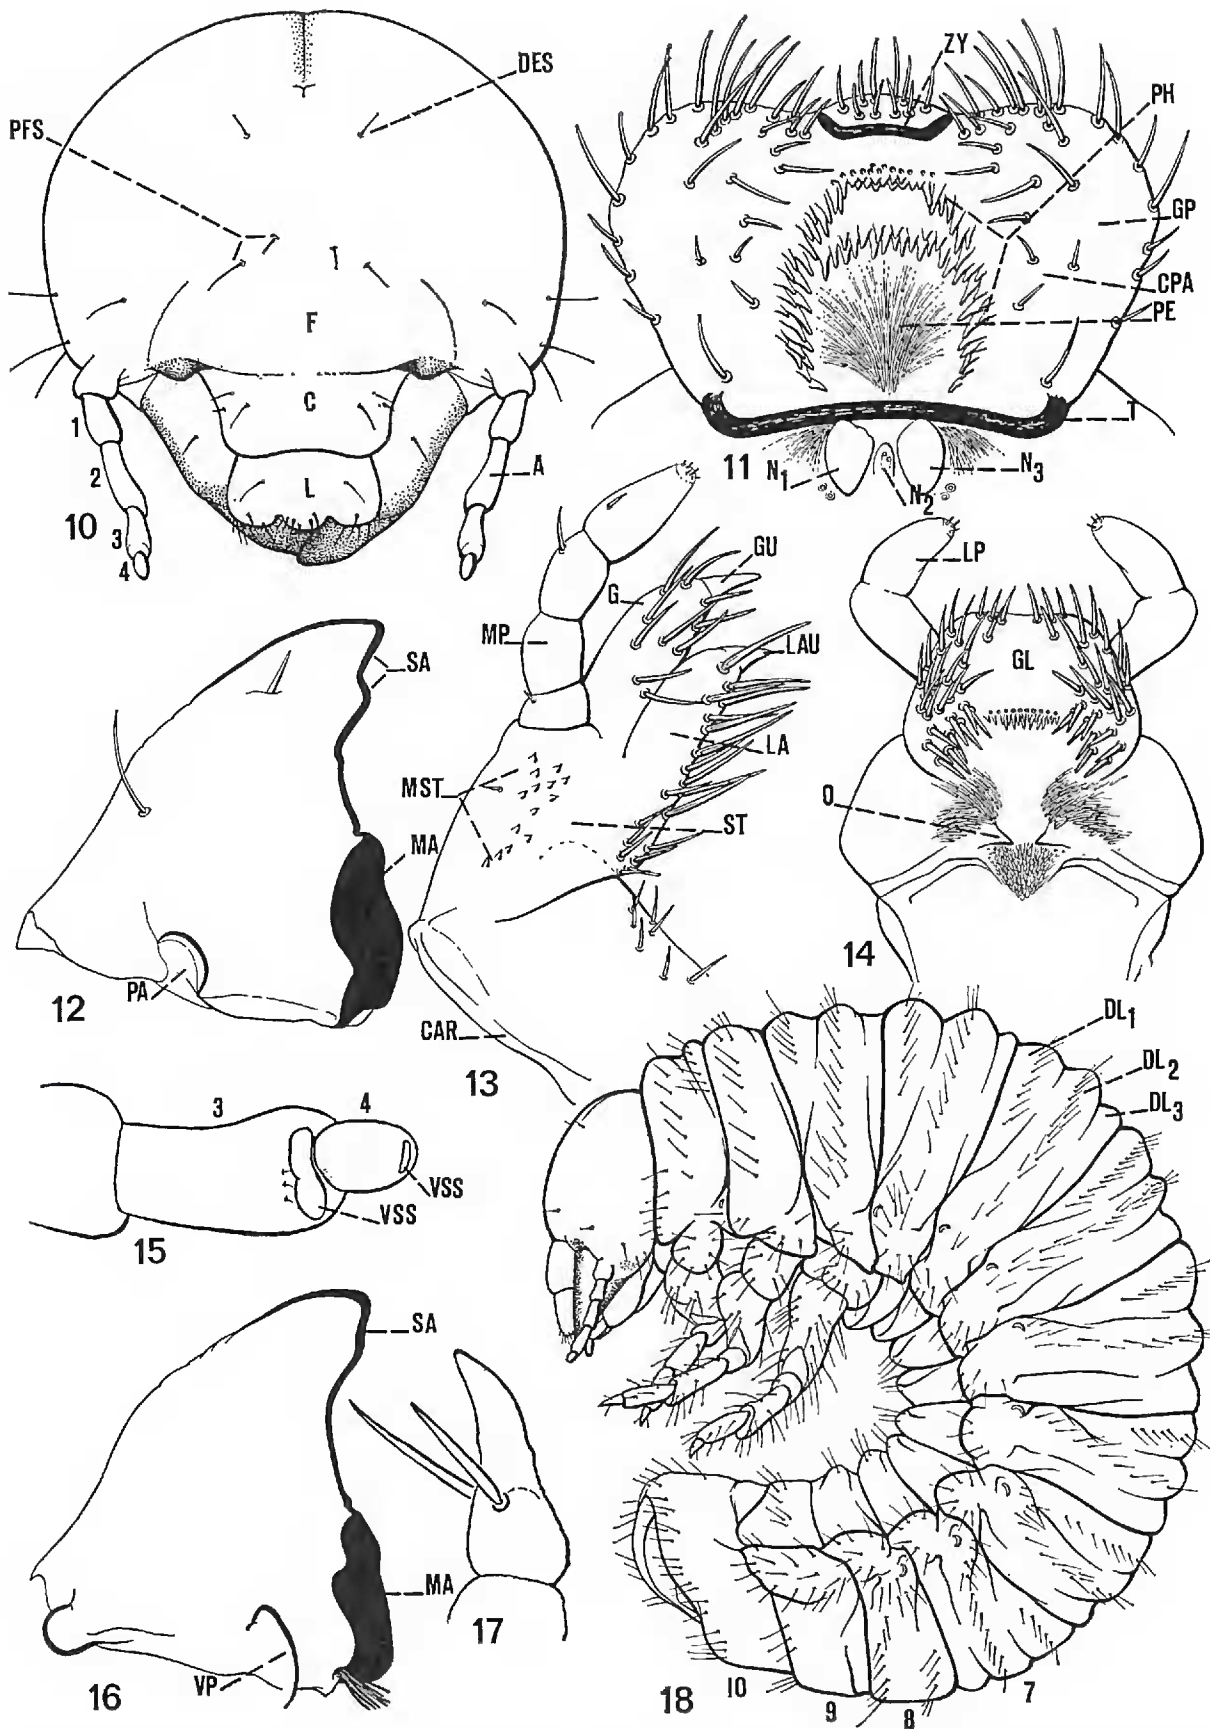 DES
PFS
F
C
1
2
L
A
10
3
4
ZY
PH
GP
CPA
PE
T
11
N1
N2
N3
SA
MA
PA
12
GU
G
MP
LAU
LA
MST
ST
CAR
13
LP
GL
O
14
3
4
VSS
VSS
15
SA
MA
VP
16
17
DL1
DL2
DL3
18
10
9
8
7